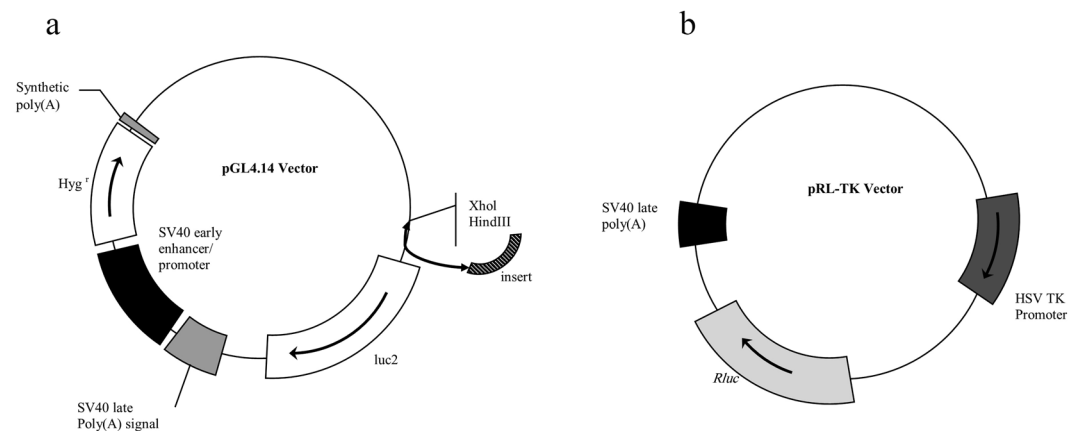 a
Synthetic
poly(A)
pGL4.14 Vector
Hyg r
XhoI
HindIII
SV40 early
enhancer/
promoter
insert
luc2
SV40 late
Poly(A) signal
b
pRL-TK Vector
SV40 late
poly(A)
HSV TK
Promoter
Rluc